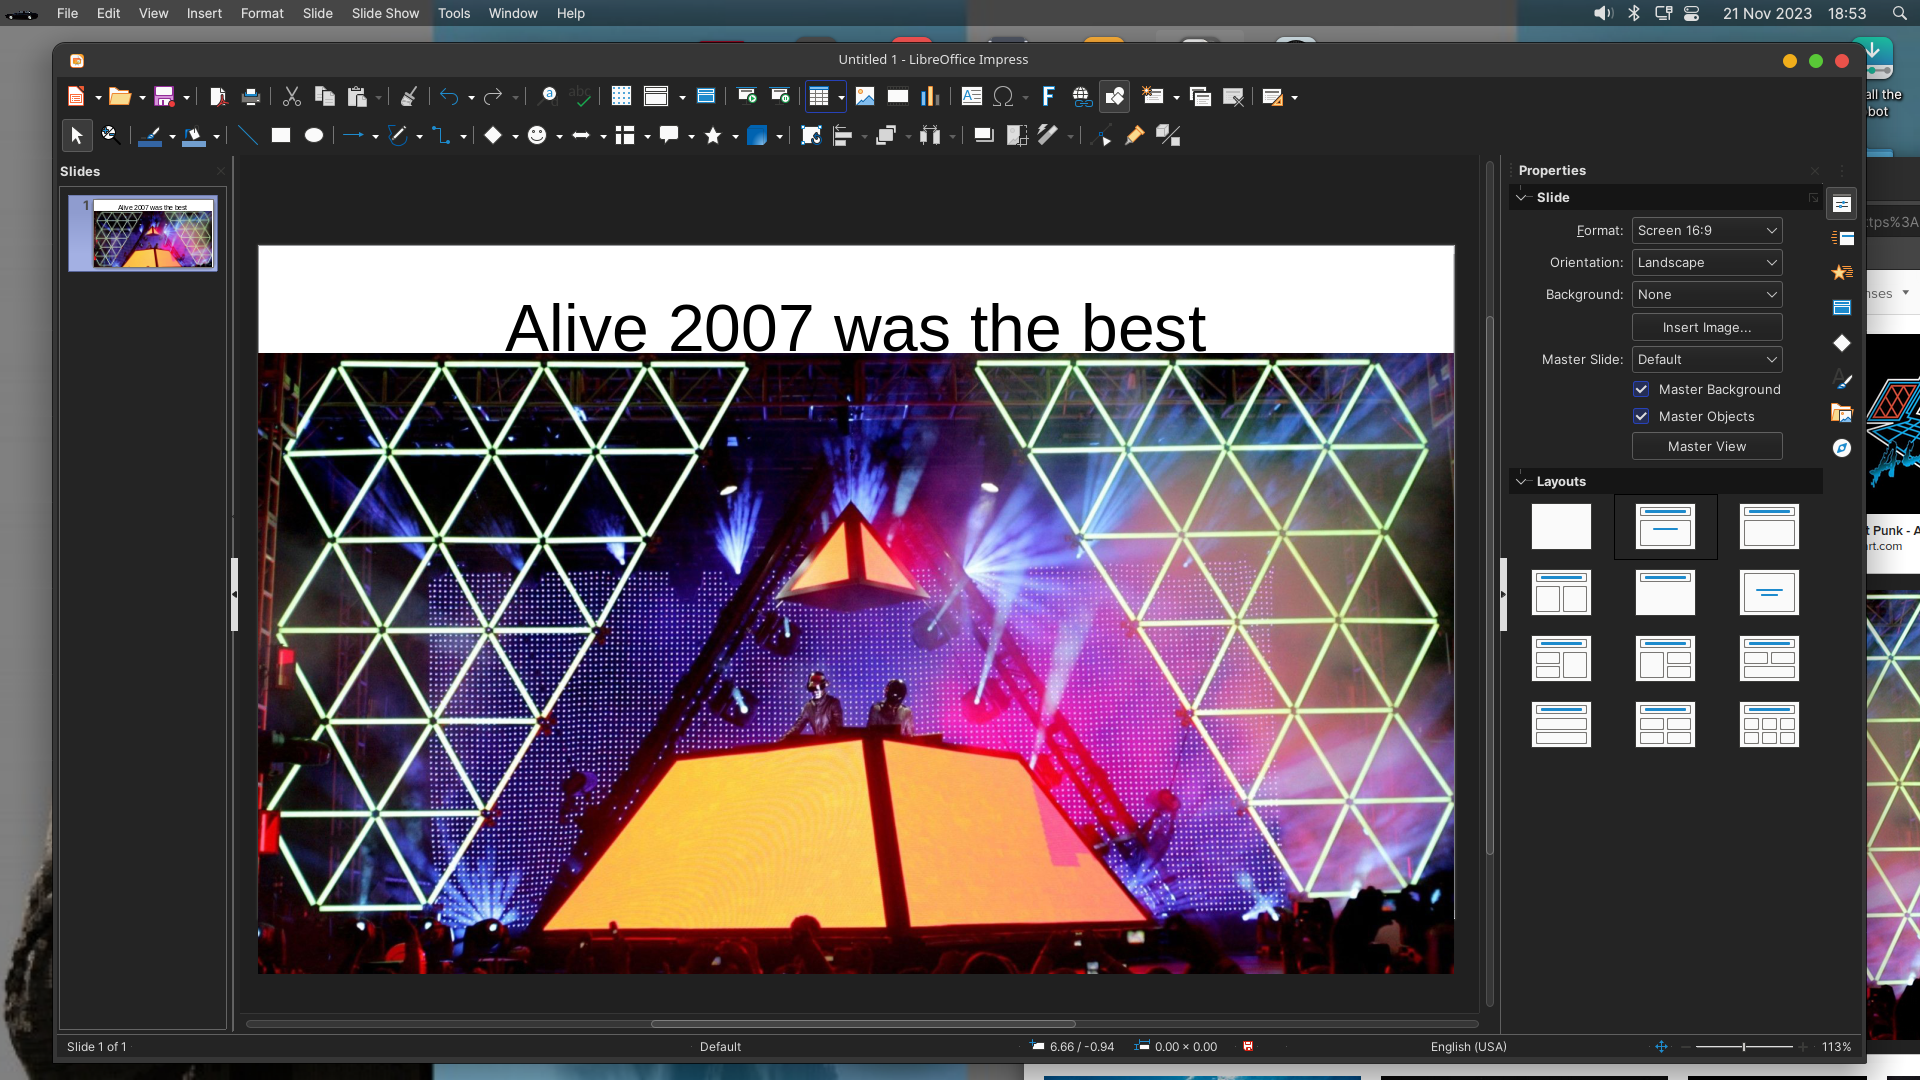 File Edit View Insert Format Slide Slide Show Tools Window Help
21 Nov 2023 18:53
Untitled 1 - LibreOffice Impress
all the
bot
Slides
1
Alive 2007 was the best
Alive 2007 was the best
Properties
Slide
Format: Screen 16:9
Orientation: Landscape
Background: None
Insert Image...
Master Slide: Default
Master Background
Master Objects
Master View
Layouts
ttps%3A
nses
t Punk - A
art.com
Slide 1 of 1
Default
6.66 / -0.94
0.00 x 0.00
English (USA)
113%